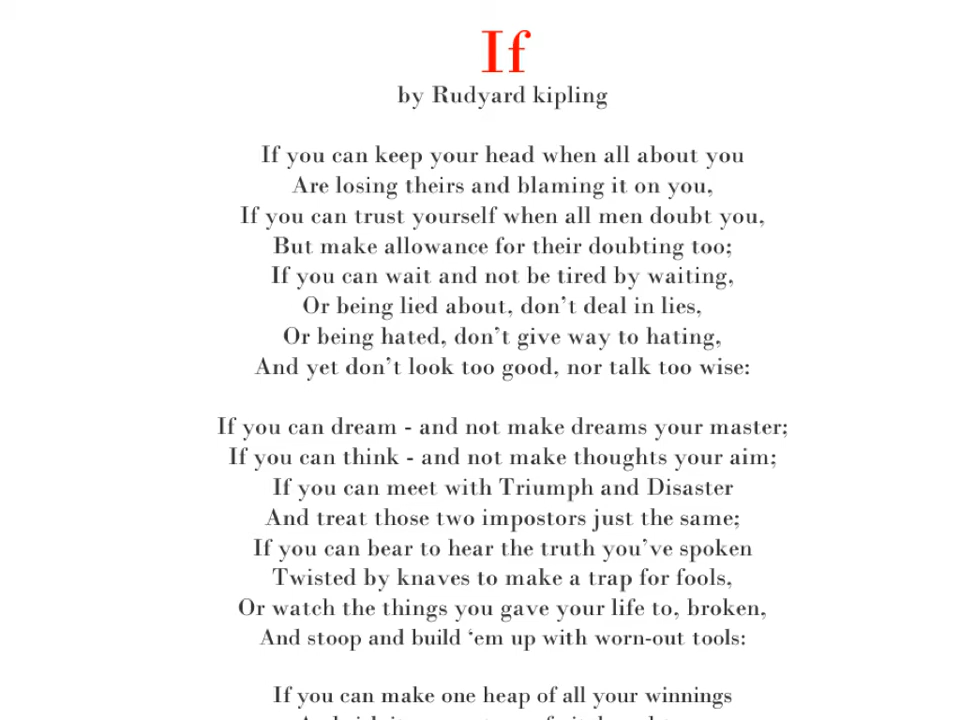 If
by Rudyard kipling
If you can keep your head when all about you
Are losing theirs and blaming it on you,
If you can trust yourself when all men doubt you,
But make allowance for their doubting too;
If you can wait and not be tired by waiting,
Or being lied about, don’t deal in lies,
Or being hated, don’t give way to hating,
And yet don’t look too good, nor talk too wise:
If you can dream - and not make dreams your master;
If you can think - and not make thoughts your aim;
If you can meet with Triumph and Disaster
And treat those two impostors just the same;
If you can bear to hear the truth you’ve spoken
Twisted by knaves to make a trap for fools,
Or watch the things you gave your life to, broken,
And stoop and build ‘em up with worn-out tools:
If you can make one heap of all your winnings